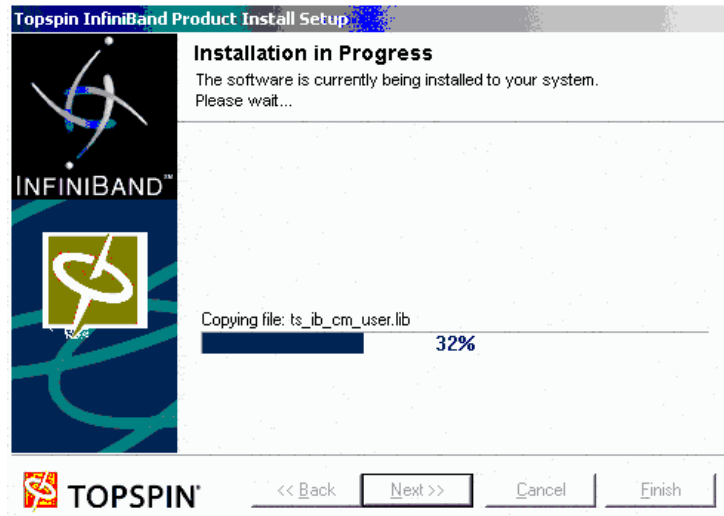 Topspin InfiniBand Product Install Setup
Installation in Progress
The software is currently being installed to your system.
Please wait...
INFINIBAND™
Copying file: ts_ib_cm_user.lib
32%
TOPSPIN
<< Back
Next >>
Cancel
Finish